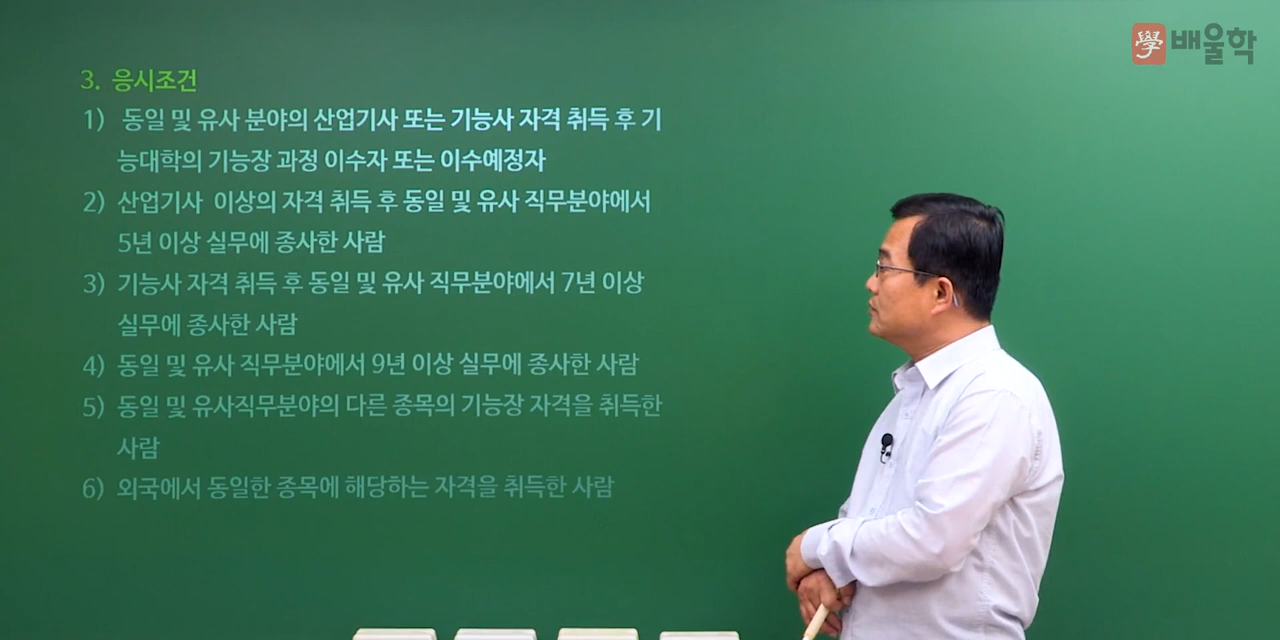 學 배울학
3. 응시조건
1) 동일 및 유사 분야의 산업기사 또는 기능사 자격 취득 후 기
능대학의 기능장 과정 이수자 또는 이수예정자
2) 산업기사 이상의 자격 취득 후 동일 및 유사 직무분야에서
5년 이상 실무에 종사한 사람
3) 기능사 자격 취득 후 동일 및 유사 직무분야에서 7년 이상
실무에 종사한 사람
4) 동일 및 유사 직무분야에서 9년 이상 실무에 종사한 사람
5) 동일 및 유사직무분야의 다른 종목의 기능장 자격을 취득한
사람
6) 외국에서 동일한 종목에 해당하는 자격을 취득한 사람